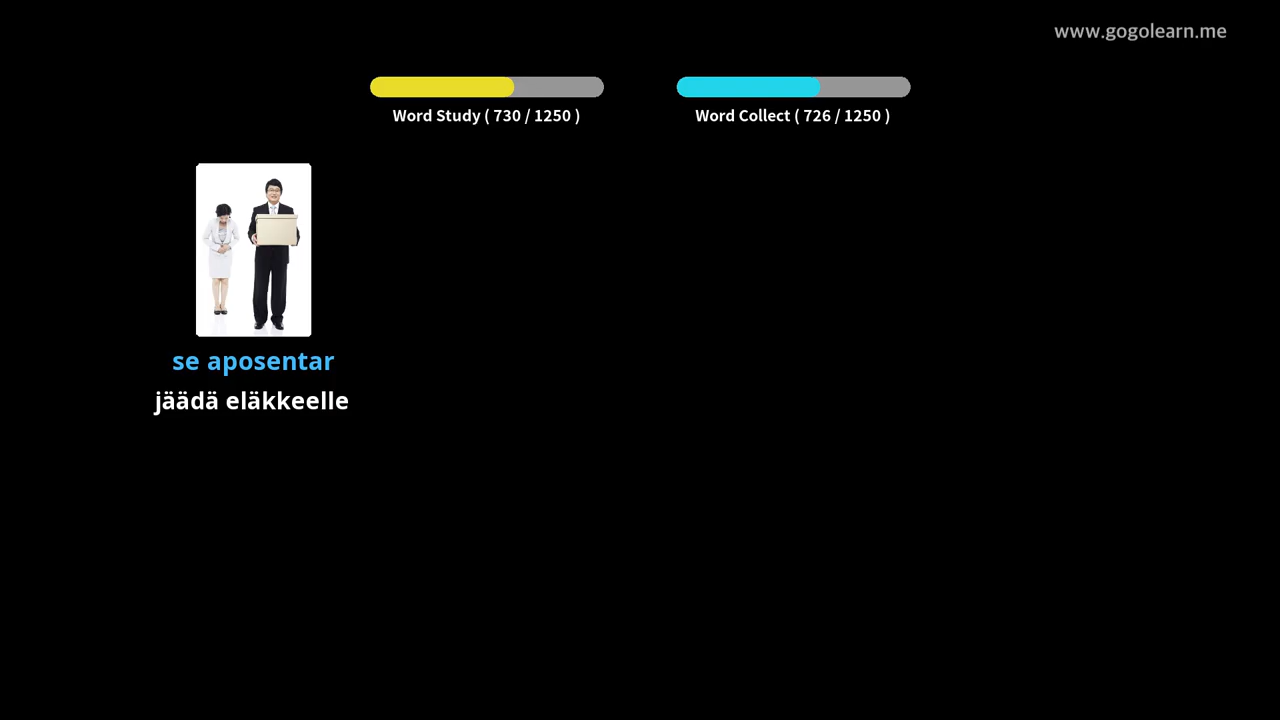 www.gogolearn.me
Word Study ( 730 / 1250 )
Word Collect ( 726 / 1250 )
se aposentar
jäädä eläkkeelle